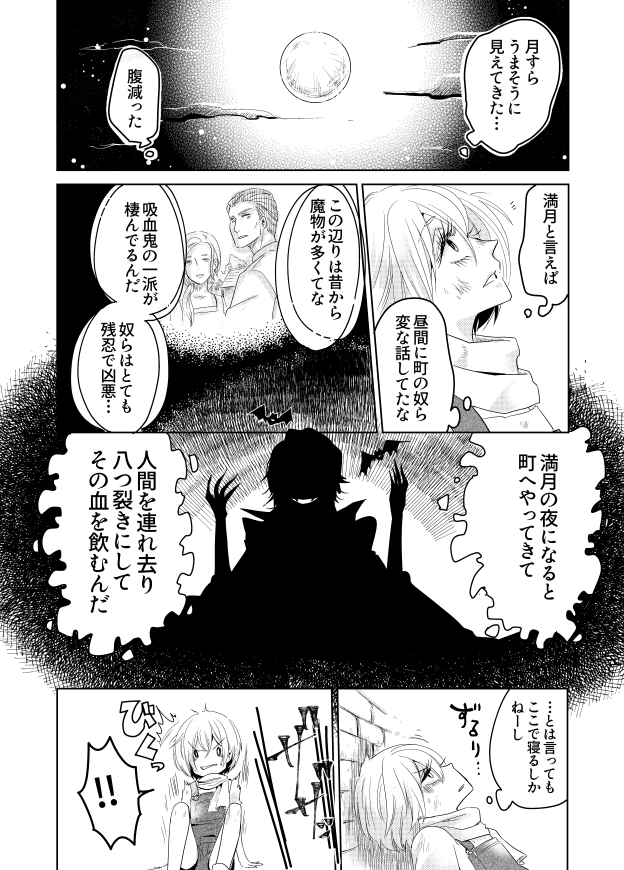 月すら
うまそうに
見えてきた…
腹減った
満月と言えば
昼間に町の奴ら
変な話してたな
この辺りは昔から
魔物が多くてな
吸血鬼の一派が
棲んでるんだ
奴らはとても
残忍で凶悪…
満月の夜になると
町へやってきて
人間を連れ去り
八つ裂きにして
その血を飲むんだ
…とは言っても
ここで寝るしか
ねーし
ずるり…
びくっ
!!